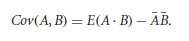 Cov(A, B) = E(A · B) − ĀB̄.